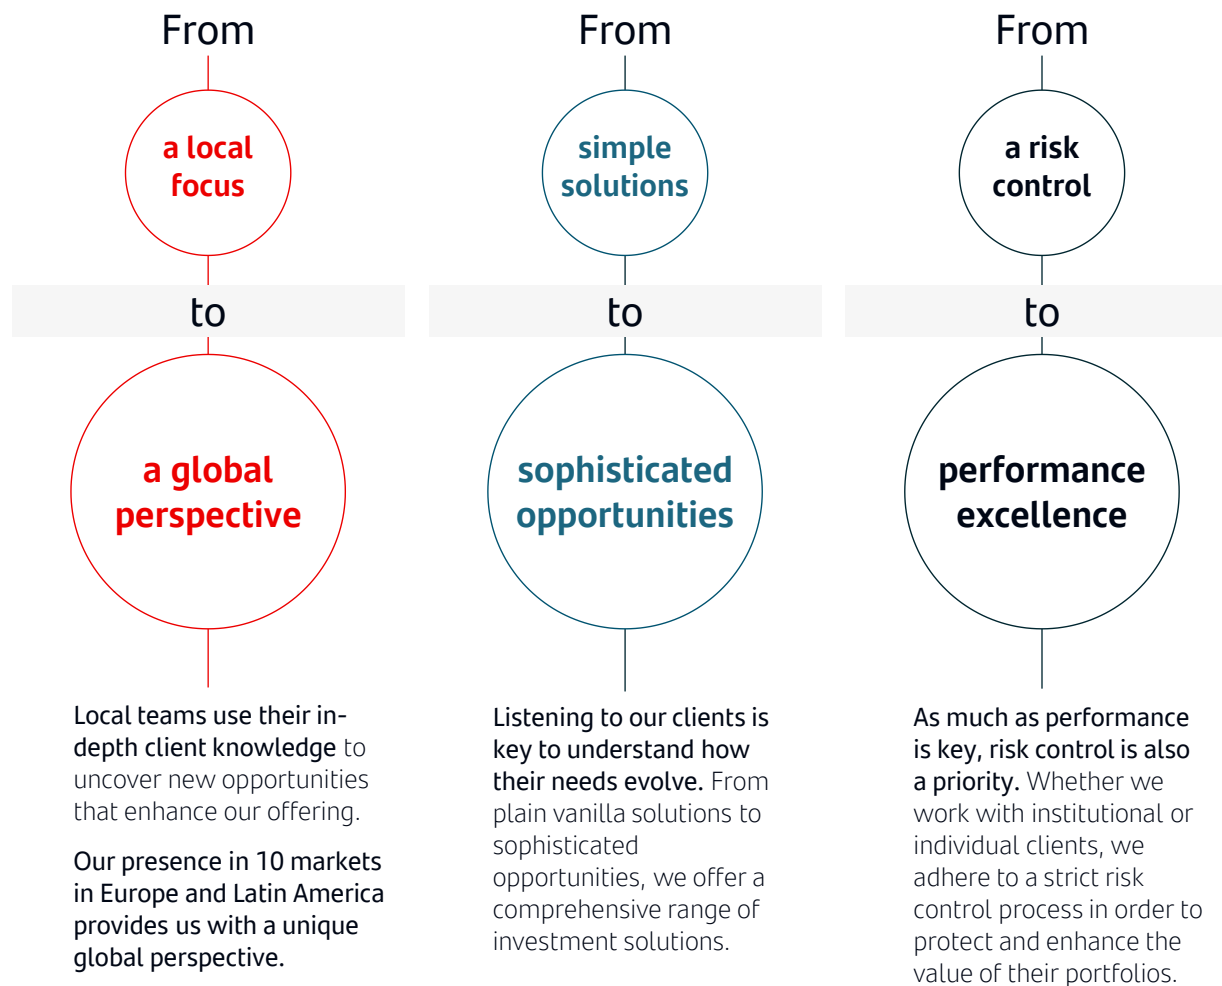 From
a local
focus
to
a global
perspective
Local teams use their in-
depth client knowledge to
uncover new opportunities
that enhance our offering.
Our presence in 10 markets
in Europe and Latin America
provides us with a unique
global perspective.
From
simple
solutions
to
sophisticated
opportunities
Listening to our clients is
key to understand how
their needs evolve. From
plain vanilla solutions to
sophisticated
opportunities, we offer a
comprehensive range of
investment solutions.
From
a risk
control
to
performance
excellence
As much as performance
is key, risk control is also
a priority. Whether we
work with institutional or
individual clients, we
adhere to a strict risk
control process in order to
protect and enhance the
value of their portfolios.